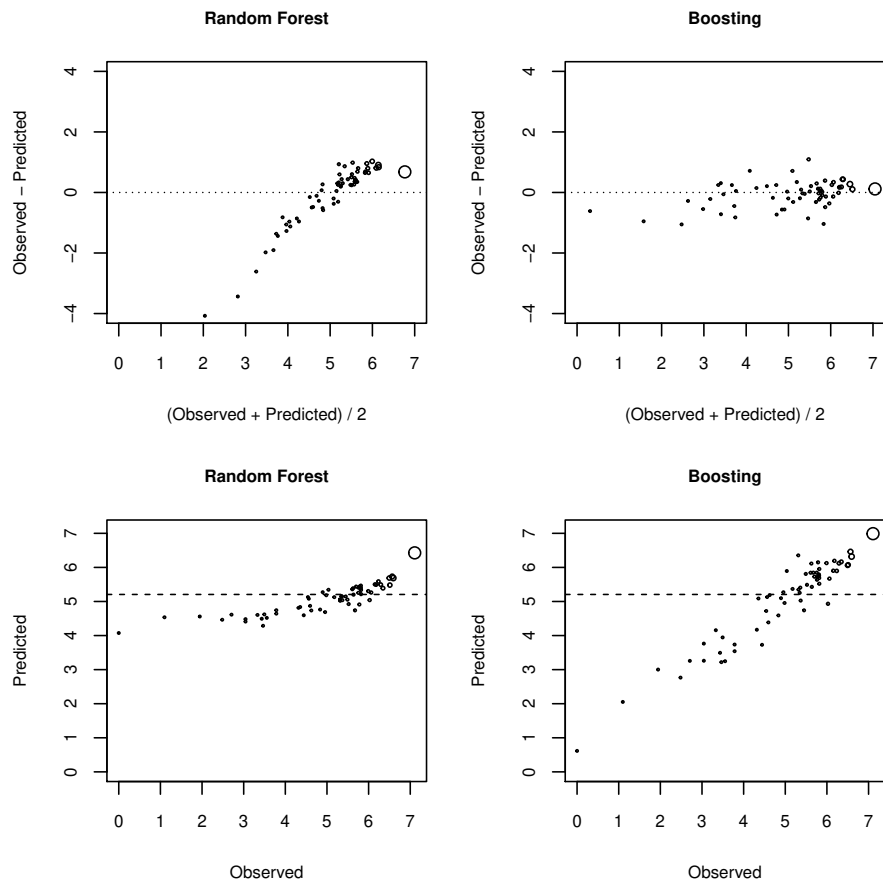 Random Forest
Boosting
Observed − Predicted
4
2
0
−2
−4
0 1 2 3 4 5 6 7
(Observed + Predicted) / 2
Observed − Predicted
4
2
0
−2
−4
0 1 2 3 4 5 6 7
(Observed + Predicted) / 2
Random Forest
Boosting
Predicted
7
6
5
4
3
2
1
0
0 1 2 3 4 5 6 7
Observed
Predicted
7
6
5
4
3
2
1
0
0 1 2 3 4 5 6 7
Observed